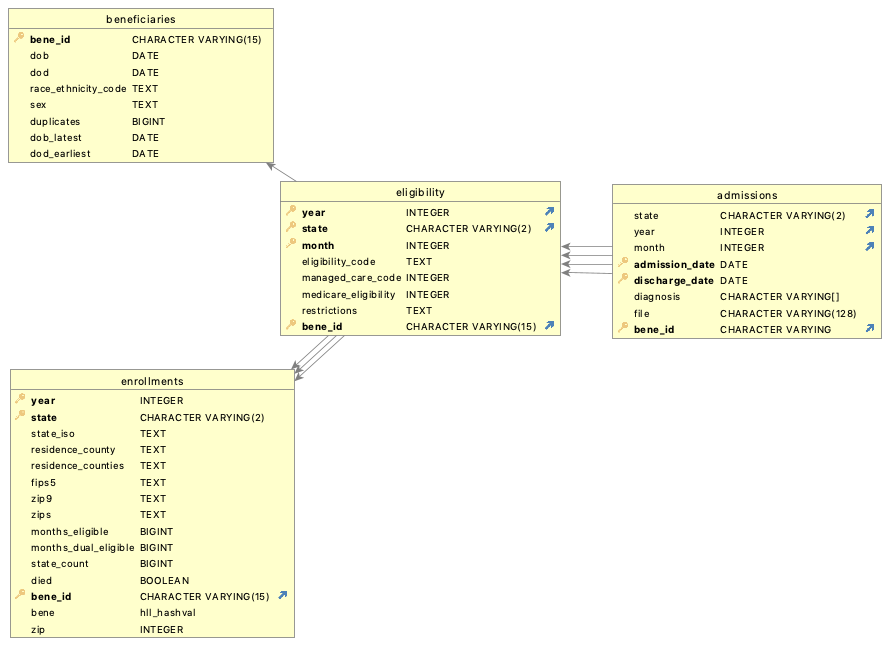 beneficiaries
bene_id CHARACTER VARYING(15)
dob DATE
dod DATE
race_ethnicity_code TEXT
sex TEXT
duplicates BIGINT
dob_latest DATE
dod_earliest DATE
eligibility
year INTEGER
state CHARACTER VARYING(2)
month INTEGER
eligibility_code TEXT
managed_care_code INTEGER
medicare_eligibility INTEGER
restrictions TEXT
bene_id CHARACTER VARYING(15)
admissions
state CHARACTER VARYING(2)
year INTEGER
month INTEGER
admission_date DATE
discharge_date DATE
diagnosis CHARACTER VARYING[]
file CHARACTER VARYING(128)
bene_id CHARACTER VARYING
enrollments
year INTEGER
state CHARACTER VARYING(2)
state_iso TEXT
residence_county TEXT
residence_counties TEXT
fips5 TEXT
zip9 TEXT
zips TEXT
months_eligible BIGINT
months_dual_eligible BIGINT
state_count BIGINT
died BOOLEAN
bene_id CHARACTER VARYING(15)
bene hll_hashval
zip INTEGER